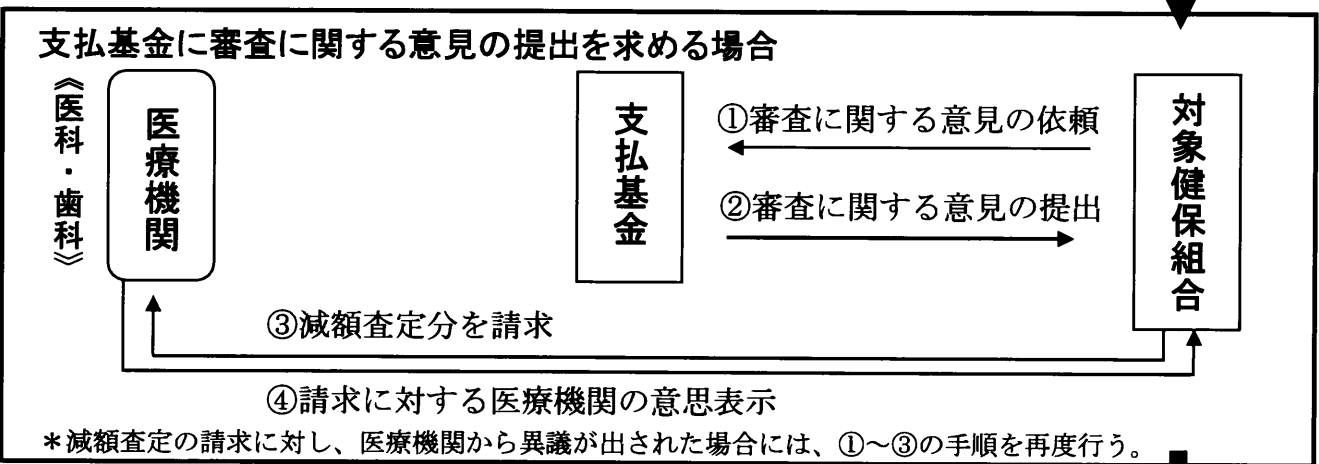 支払基金に審査に関する意見の提出を求める場合
《医科・歯科》
医療機関
支払基金
①審査に関する意見の依頼
②審査に関する意見の提出
対象健保組合
③減額査定分を請求
④請求に対する医療機関の意思表示
＊減額査定の請求に対し、医療機関から異議が出された場合には、①～③の手順を再度行う。